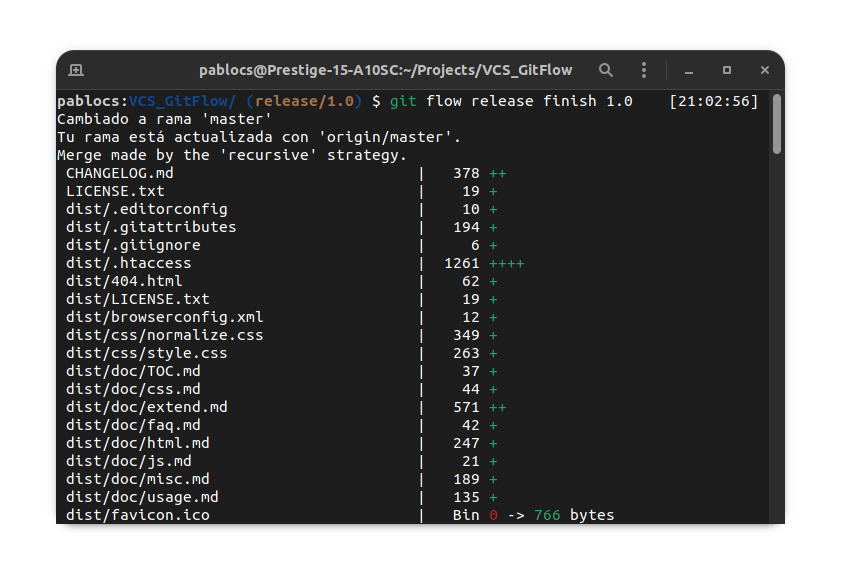 pablocs@Prestige-15-A10SC:~/Projects/VCS_GitFlow
pablocs:VCS_GitFlow/ (release/1.0) $ git flow release finish 1.0    [21:02:56]
Cambiado a rama 'master'
Tu rama está actualizada con 'origin/master'.
Merge made by the 'recursive' strategy.
 CHANGELOG.md                           |   378 ++
 LICENSE.txt                            |    19 +
 dist/.editorconfig                     |    10 +
 dist/.gitattributes                    |   194 +
 dist/.gitignore                        |     6 +
 dist/.htaccess                         |  1261 ++++
 dist/404.html                          |    62 +
 dist/LICENSE.txt                       |    19 +
 dist/browserconfig.xml                 |    12 +
 dist/css/normalize.css                 |   349 +
 dist/css/style.css                     |   263 +
 dist/doc/TOC.md                        |    37 +
 dist/doc/css.md                        |    44 +
 dist/doc/extend.md                     |   571 ++
 dist/doc/faq.md                        |    42 +
 dist/doc/html.md                       |   247 +
 dist/doc/js.md                         |    21 +
 dist/doc/misc.md                       |   189 +
 dist/doc/usage.md                      |   135 +
 dist/favicon.ico                       |   Bin 0 -> 766 bytes